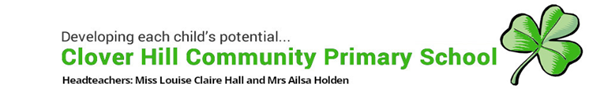 Developing each child's potential...
Clover Hill Community Primary School
Headteachers: Miss Louise Claire Hall and Mrs Ailsa Holden